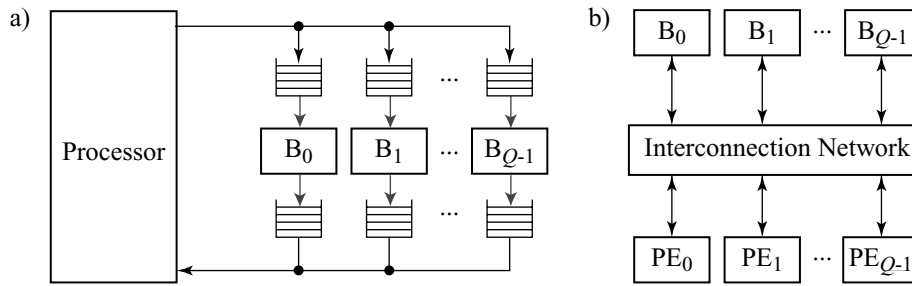 a)
Processor
...
B0 B1 ... BQ-1
...
b)
B0 B1 ... BQ-1
Interconnection Network
PE0 PE1 ... PEQ-1